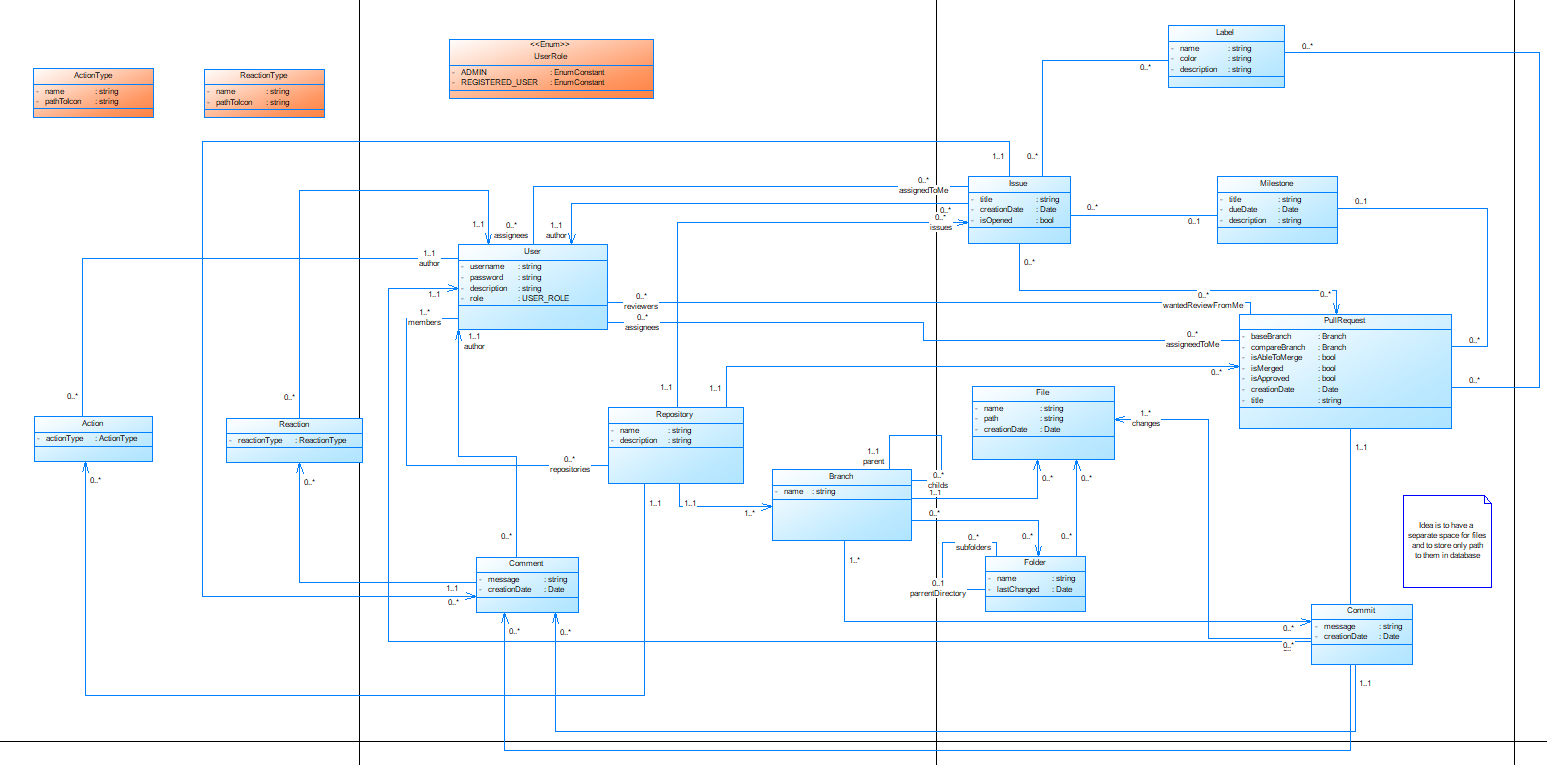 Label
- name : string
- color : string
- description : string
0..*
0..*
<<Enum>>
UserRole
- ADMIN : EnumConstant
- REGISTERED_USER : EnumConstant
ActionType
- name : string
- pathToIcon : string
ReactionType
- name : string
- pathToIcon : string
1..1
0..*
Issue
- title : string
- creationDate : Date
- isOpened : bool
Milestone
- title : string
- dueDate : Date
- description : string
0..*
assignedToMe
0..*
0..*
issues
0..*
0..1
0..1
1..1
0..*
assignees
1..1
author
User
- username : string
- password : string
- description : string
- role : USER_ROLE
1..1
author
1..1
1..*
members
1..1
author
0..*
reviewers
0..*
assignees
0..*
0..*
wantedReviewFromMe
0..*
0..*
assigneedToMe
PullRequest
- baseBranch : Branch
- compareBranch : Branch
- isAbleToMerge : bool
- isMerged : bool
- isApproved : bool
- creationDate : Date
- title : string
0..*
0..*
0..*
1..1
1..1
0..*
0..*
Action
- actionType : ActionType
0..*
Reaction
- reactionType : ReactionType
0..*
Repository
- name : string
- description : string
0..*
repositories
1..1
1..1
1..*
File
- name : string
- path : string
- creationDate : Date
1..*
changes
1..1
parent
0..*
childs
1..1
Branch
- name : string
0..*
0..*
0..*
0..*
0..*
1..*
1..1
0..*
subfolders
0..1
parrentDirectory
Folder
- name : string
- lastChanged : Date
Idea is to have a
separate space for files
and to store only path
to them in database
0..*
Comment
- message : string
- creationDate : Date
1..1
0..*
0..*
0..*
Commit
- message : string
- creationDate : Date
0..*
0..*
1..1